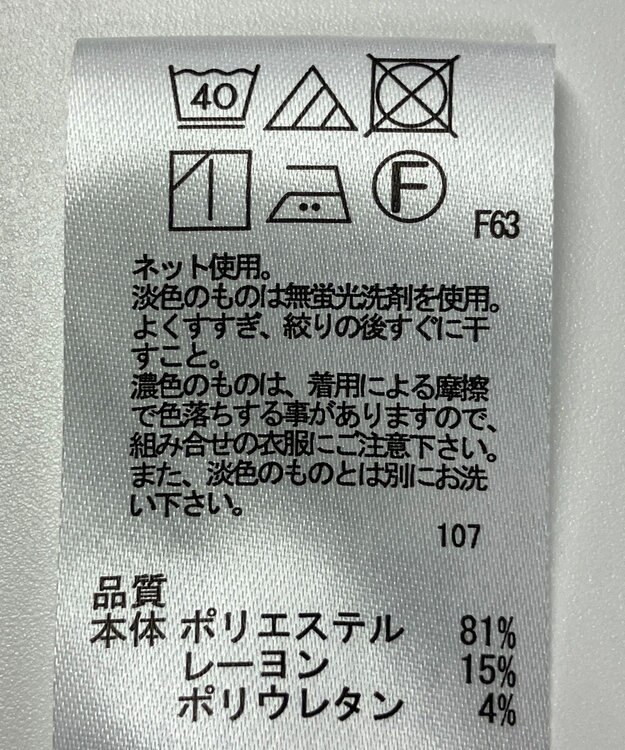 40
F
F63
ネット使用。
淡色のものは無蛍光洗剤を使用。
よくすすぎ、絞りの後すぐに干
すこと。
濃色のものは、着用による摩擦
で色落ちする事がありますので、
組み合せの衣服にご注意下さい。
また、淡色のものとは別にお洗
い下さい。
107
品質
本体 ポリエステル 81%
レーヨン 15%
ポリウレタン 4%